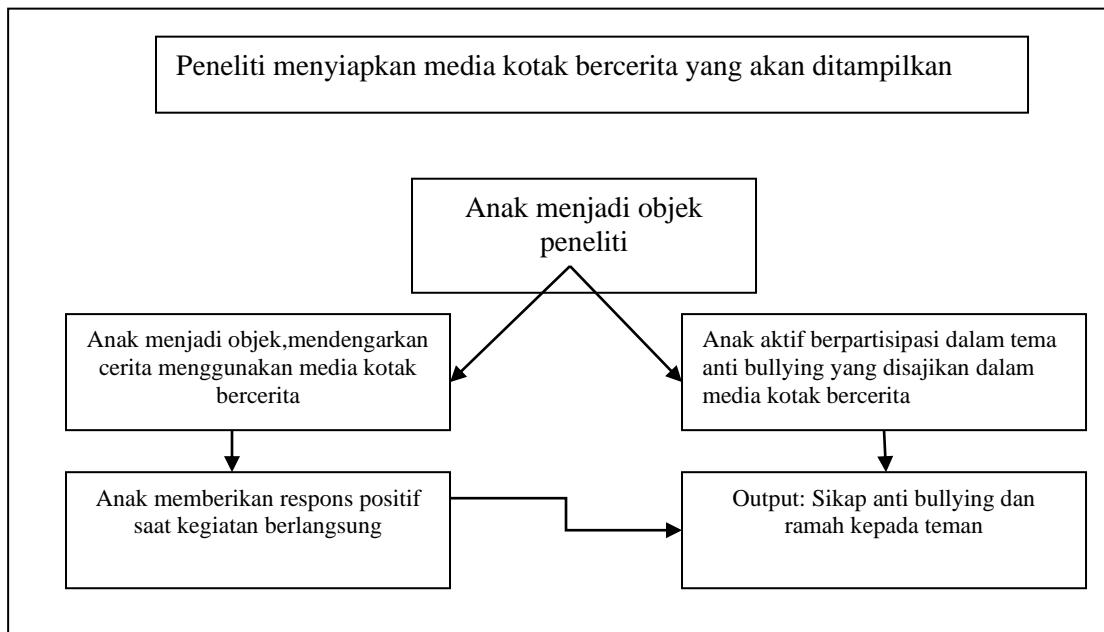 Peneliti menyiapkan media kotak bercerita yang akan ditampilkan
Anak menjadi objek
peneliti
Anak menjadi objek,mendengarkan
cerita menggunakan media kotak
bercerita
Anak aktif berpartisipasi dalam tema
anti bullying yang disajikan dalam
media kotak bercerita
Anak memberikan respons positif
saat kegiatan berlangsung
Output: Sikap anti bullying dan
ramah kepada teman